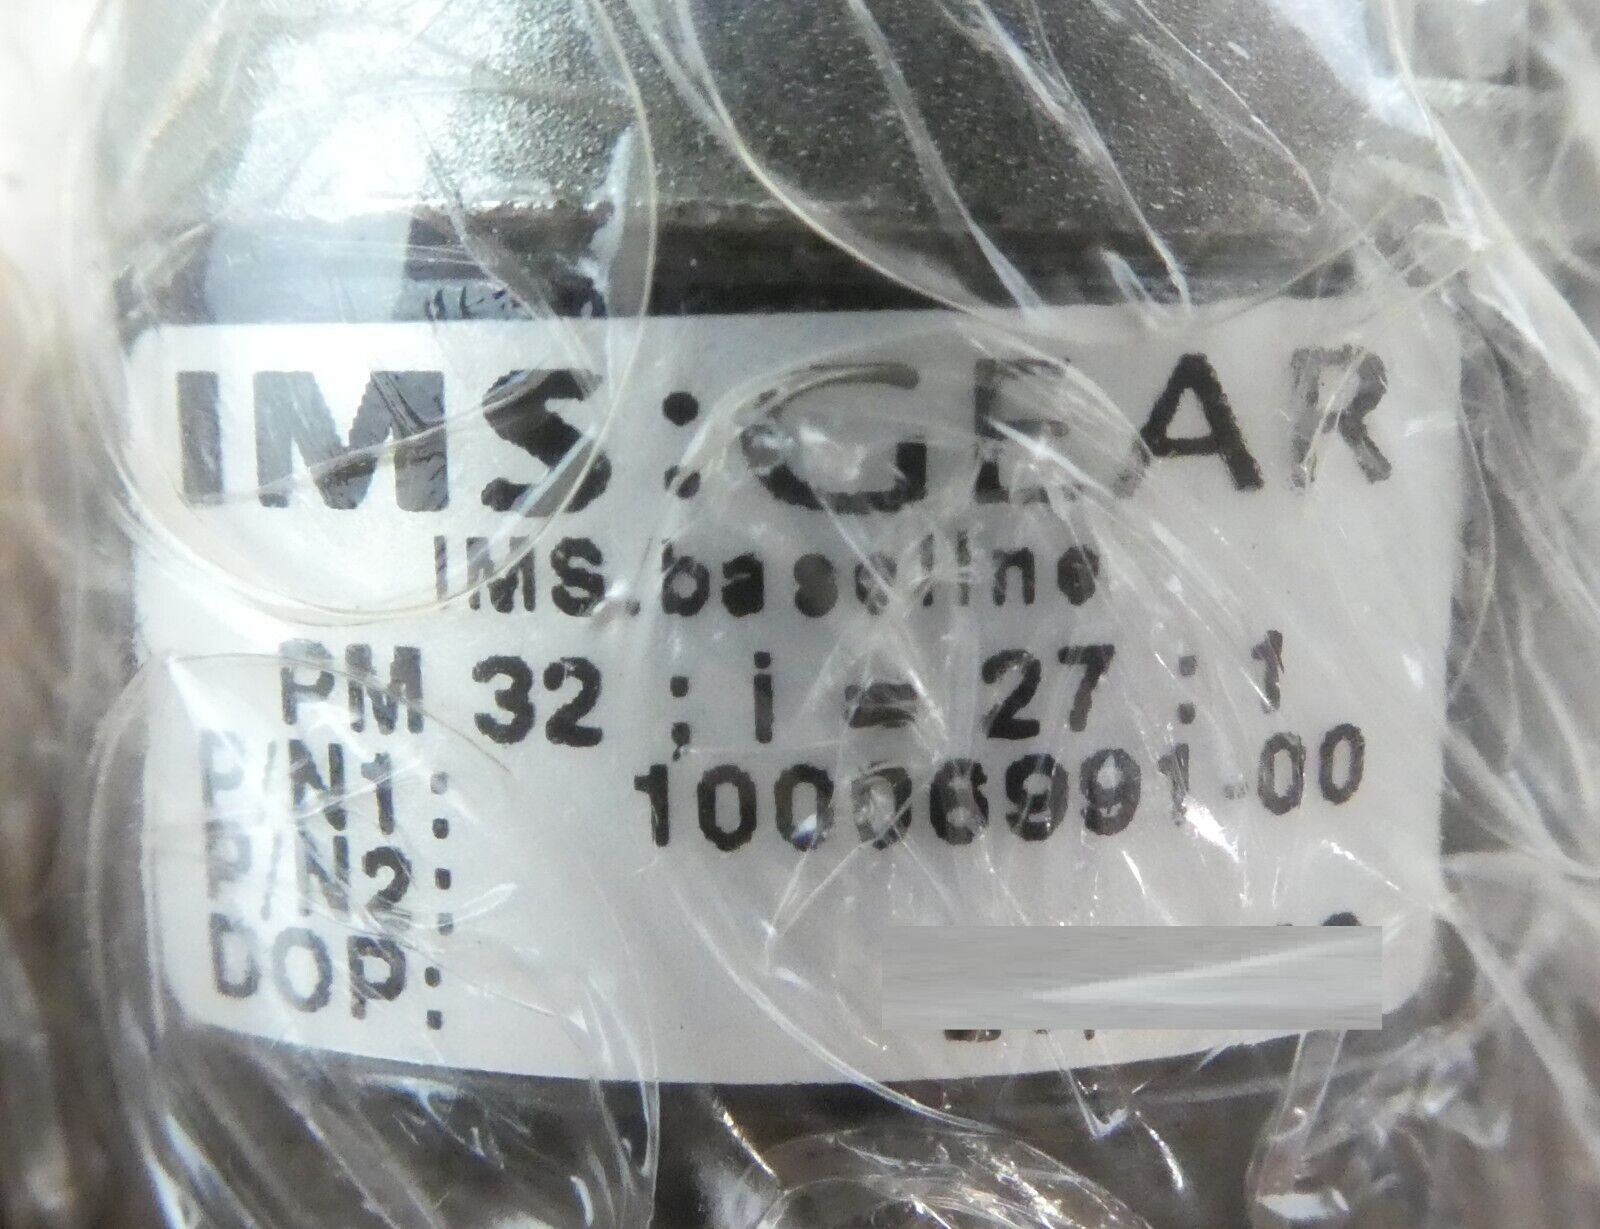 IMS:GEAR
IMS.baseline
PM 32 ; i = 27 : 1
P/N1: 10006991-00
P/N2:
DOP: